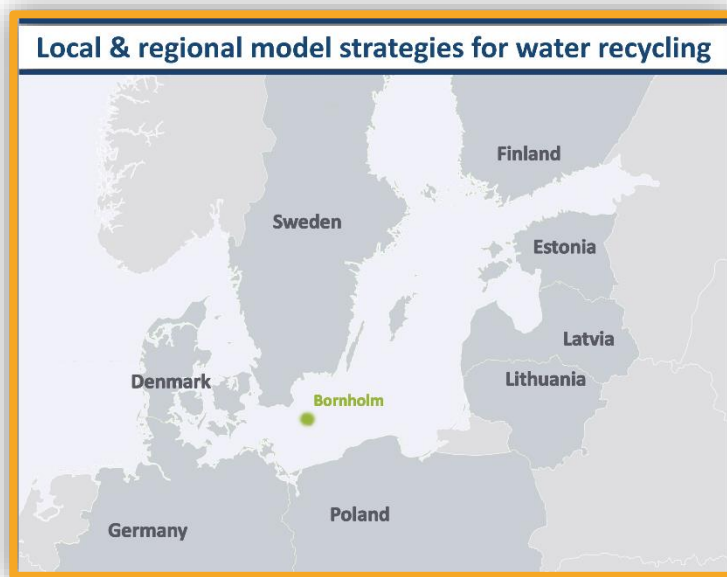 Local & regional model strategies for water recycling
Finland
Sweden
Estonia
Latvia
Denmark
Lithuania
Bornholm
Poland
Germany